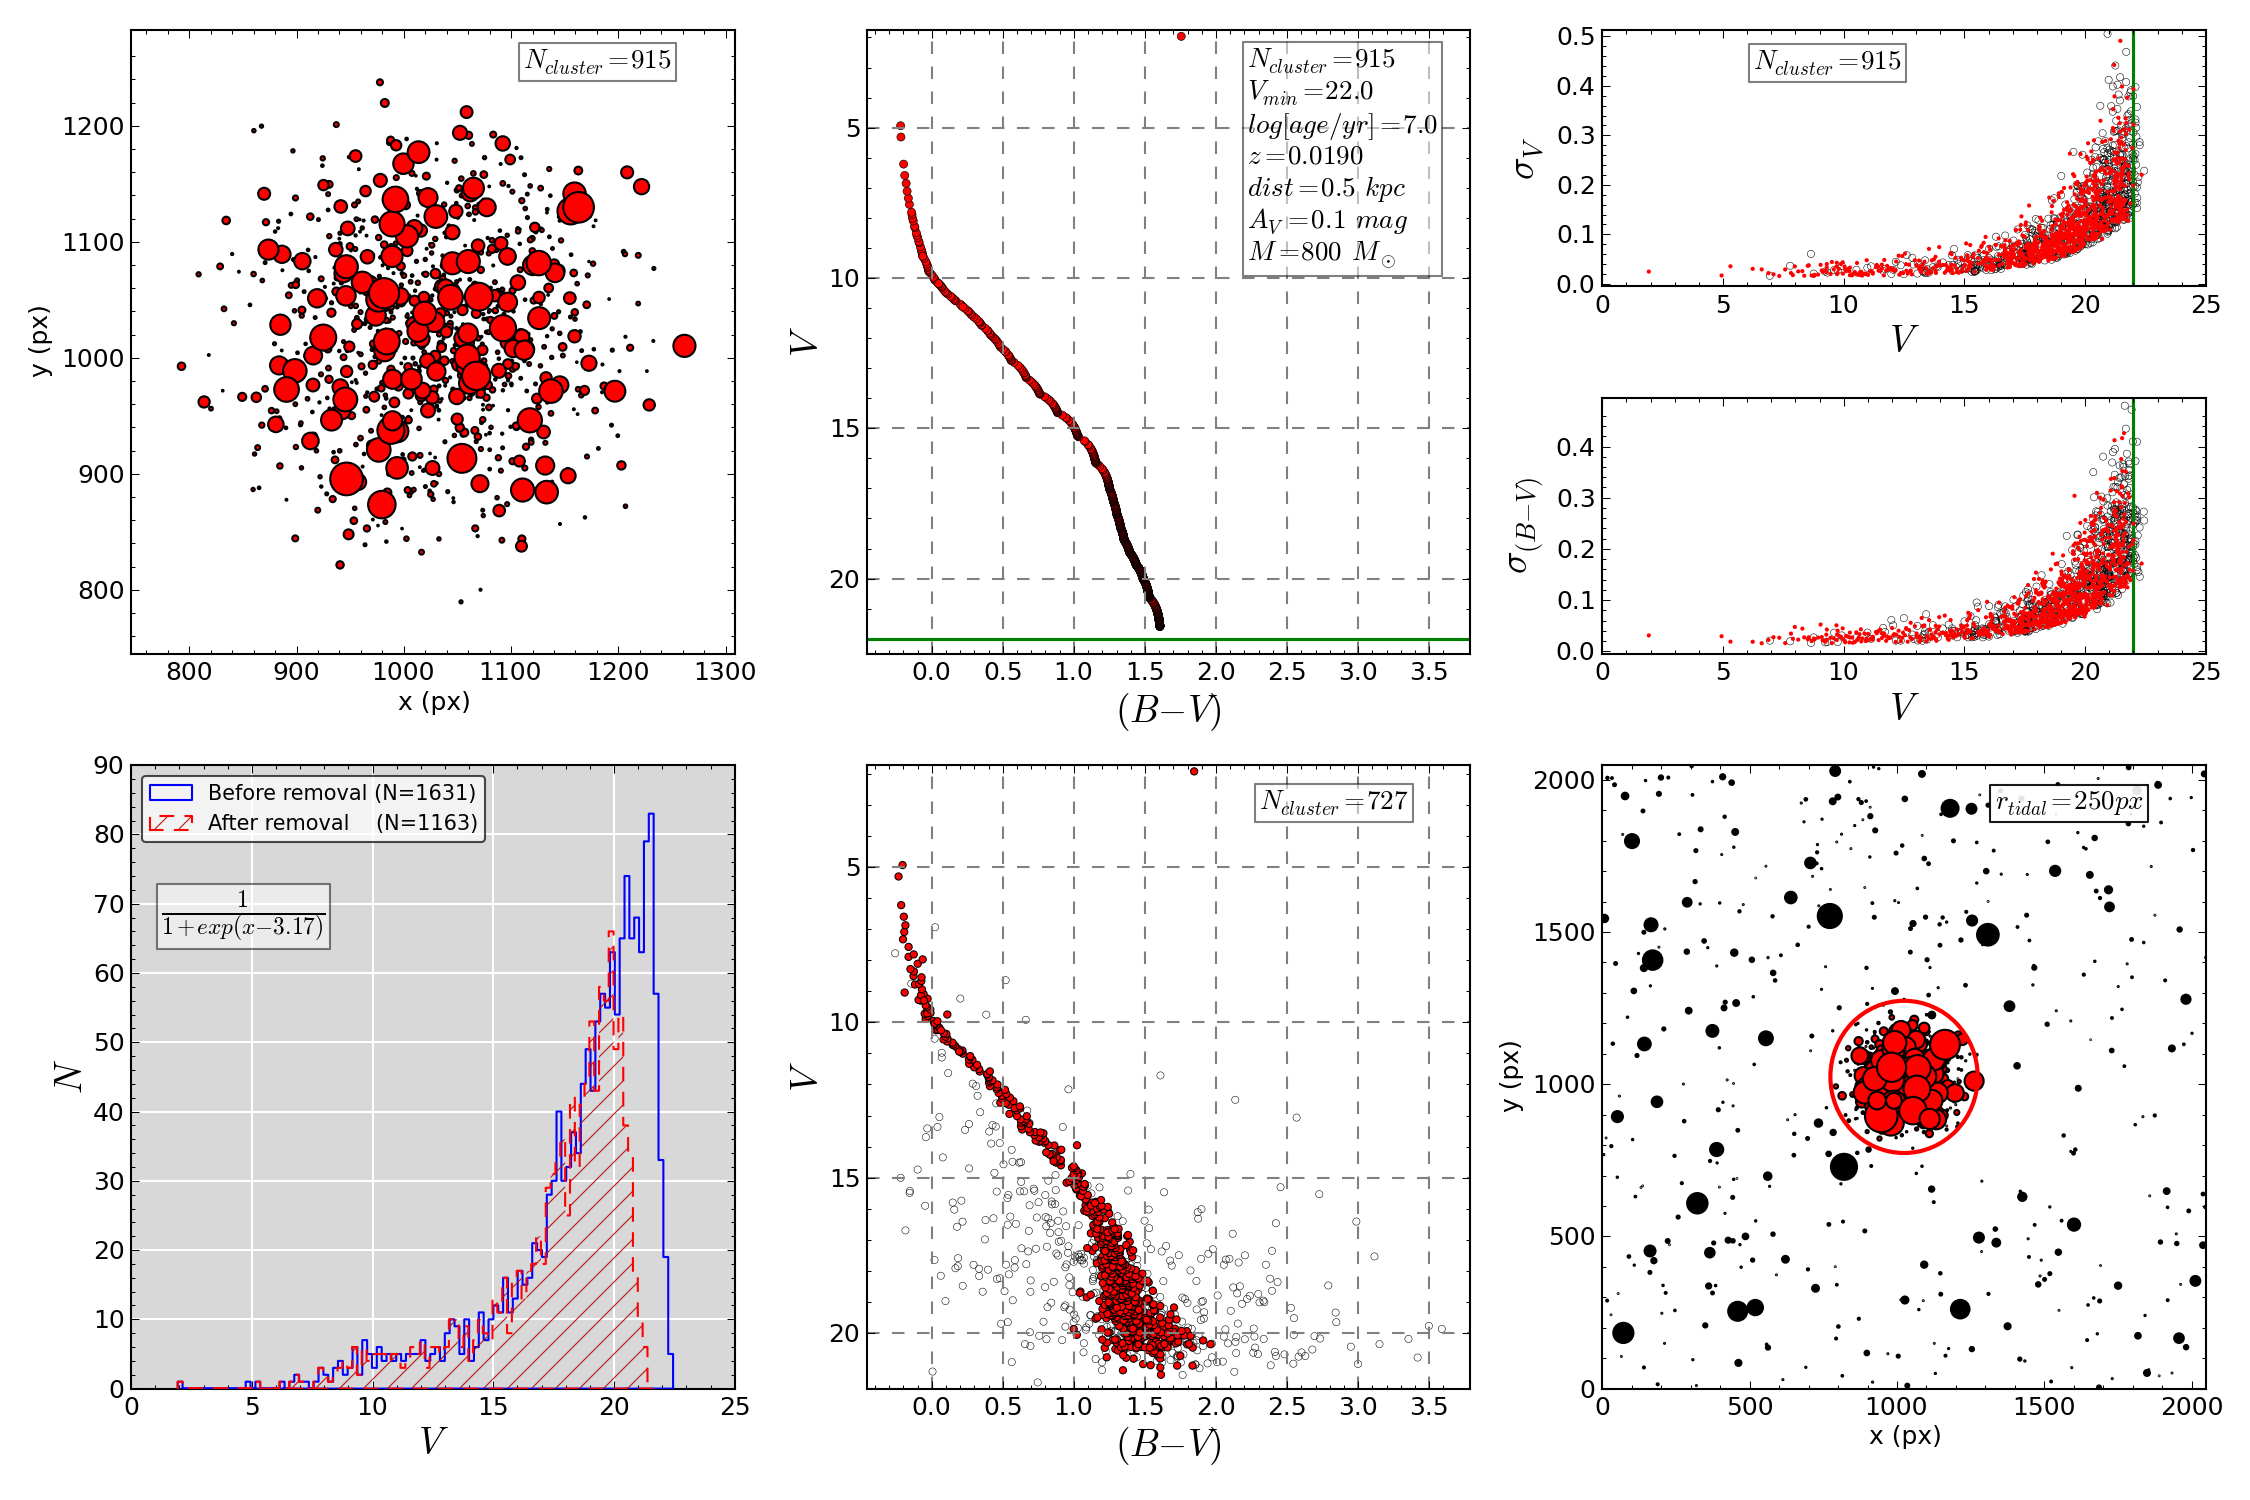 N_cluster=915
1200
1100
1000
900
800
y (px)
800 900 1000 1100 1200 1300
x (px)
N_cluster=915
V_min=22.0
log[age/yr]=7.0
z=0.0190
dist=0.5 kpc
A_V=0.1 mag
M=800 M_⊙
5
10
15
20
V
0.0 0.5 1.0 1.5 2.0 2.5 3.0 3.5
(B−V)
N_cluster=915
0.5
0.4
0.3
0.2
0.1
0.0
σ_V
0 5 10 15 20 25
V
0.4
0.3
0.2
0.1
0.0
σ_(B−V)
0 5 10 15 20 25
V
90
80
70
60
50
40
30
20
10
0
N
Before removal (N=1631)
After removal (N=1163)
1
1+exp(x−3.17)
0 5 10 15 20 25
V
N_cluster=727
5
10
15
20
V
0.0 0.5 1.0 1.5 2.0 2.5 3.0 3.5
(B−V)
r_tidal=250px
2000
1500
1000
500
0
y (px)
0 500 1000 1500 2000
x (px)